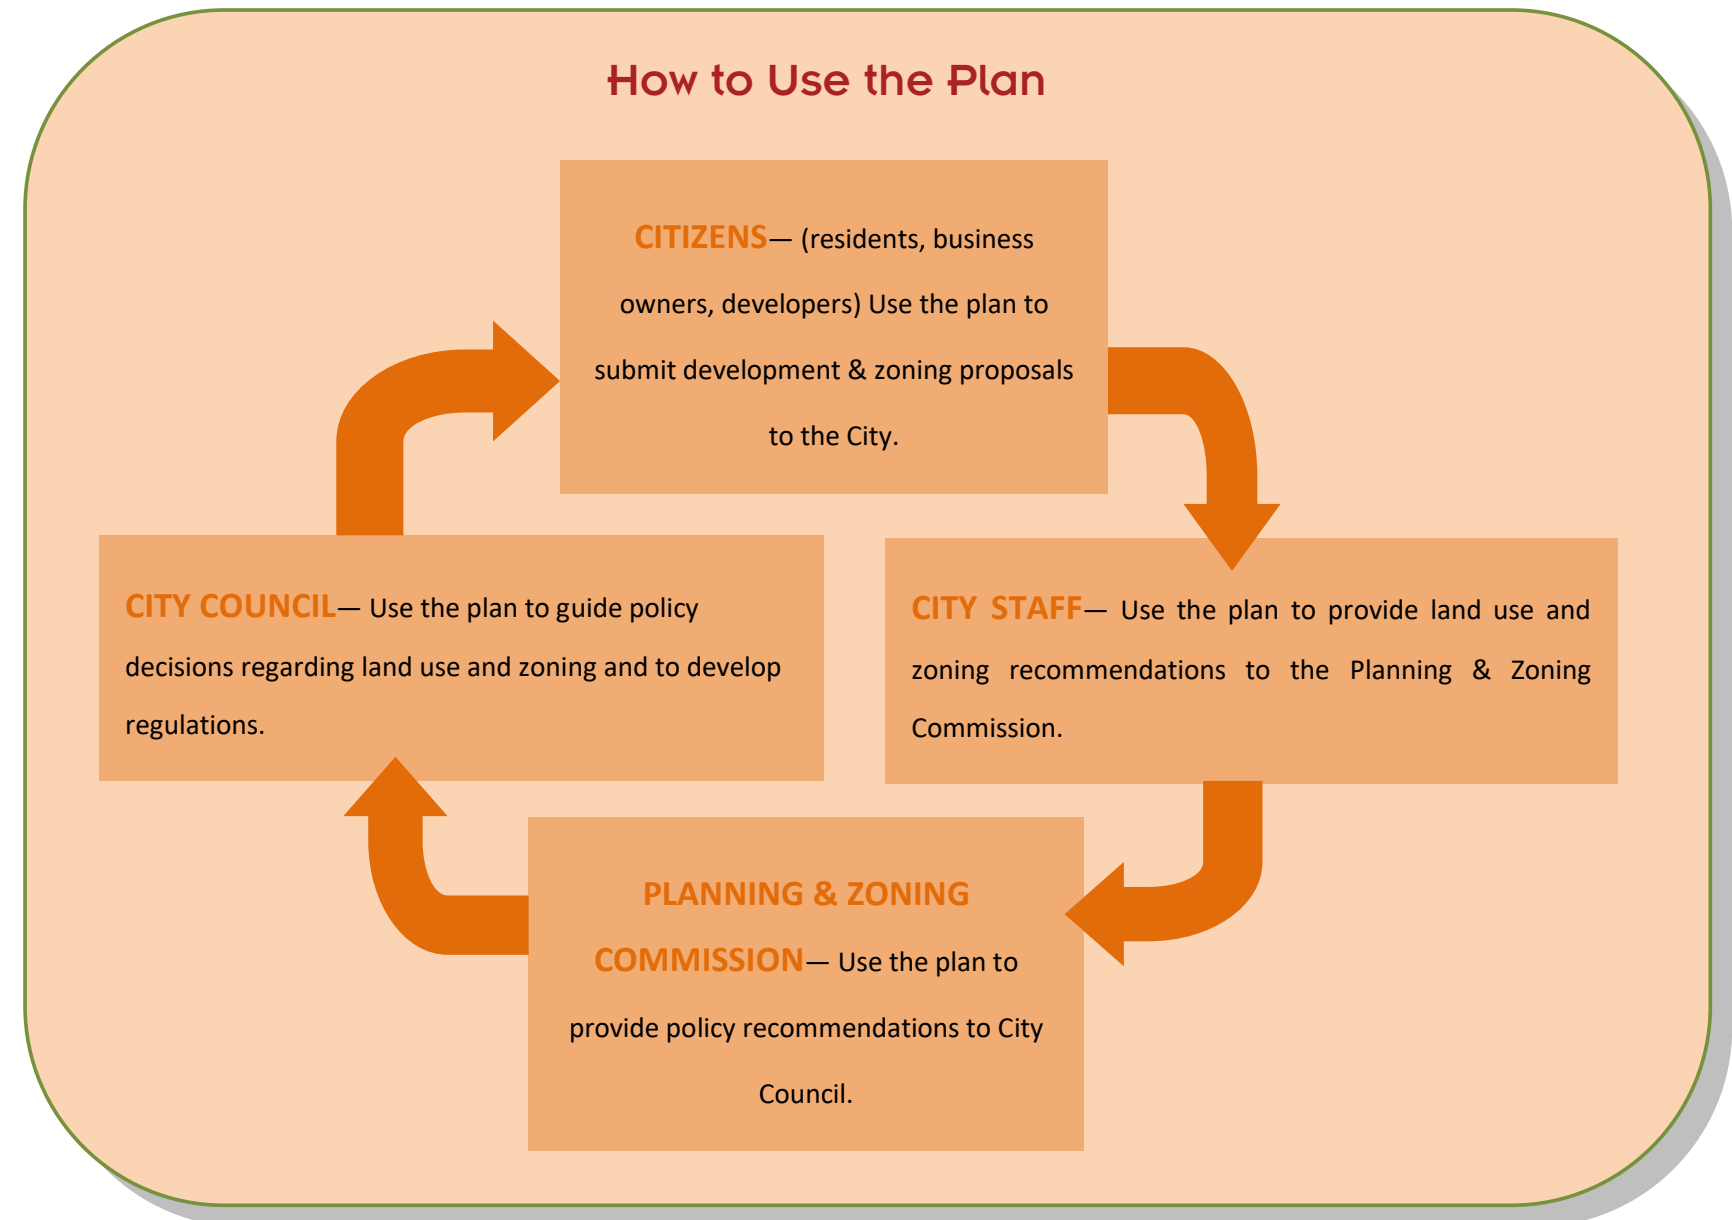 How to Use the Plan
CITIZENS— (residents, business
owners, developers) Use the plan to
submit development & zoning proposals
to the City.
CITY COUNCIL— Use the plan to guide policy
decisions regarding land use and zoning and to develop
regulations.
CITY STAFF— Use the plan to provide land use and
zoning recommendations to the Planning & Zoning
Commission.
PLANNING & ZONING
COMMISSION— Use the plan to
provide policy recommendations to City
Council.